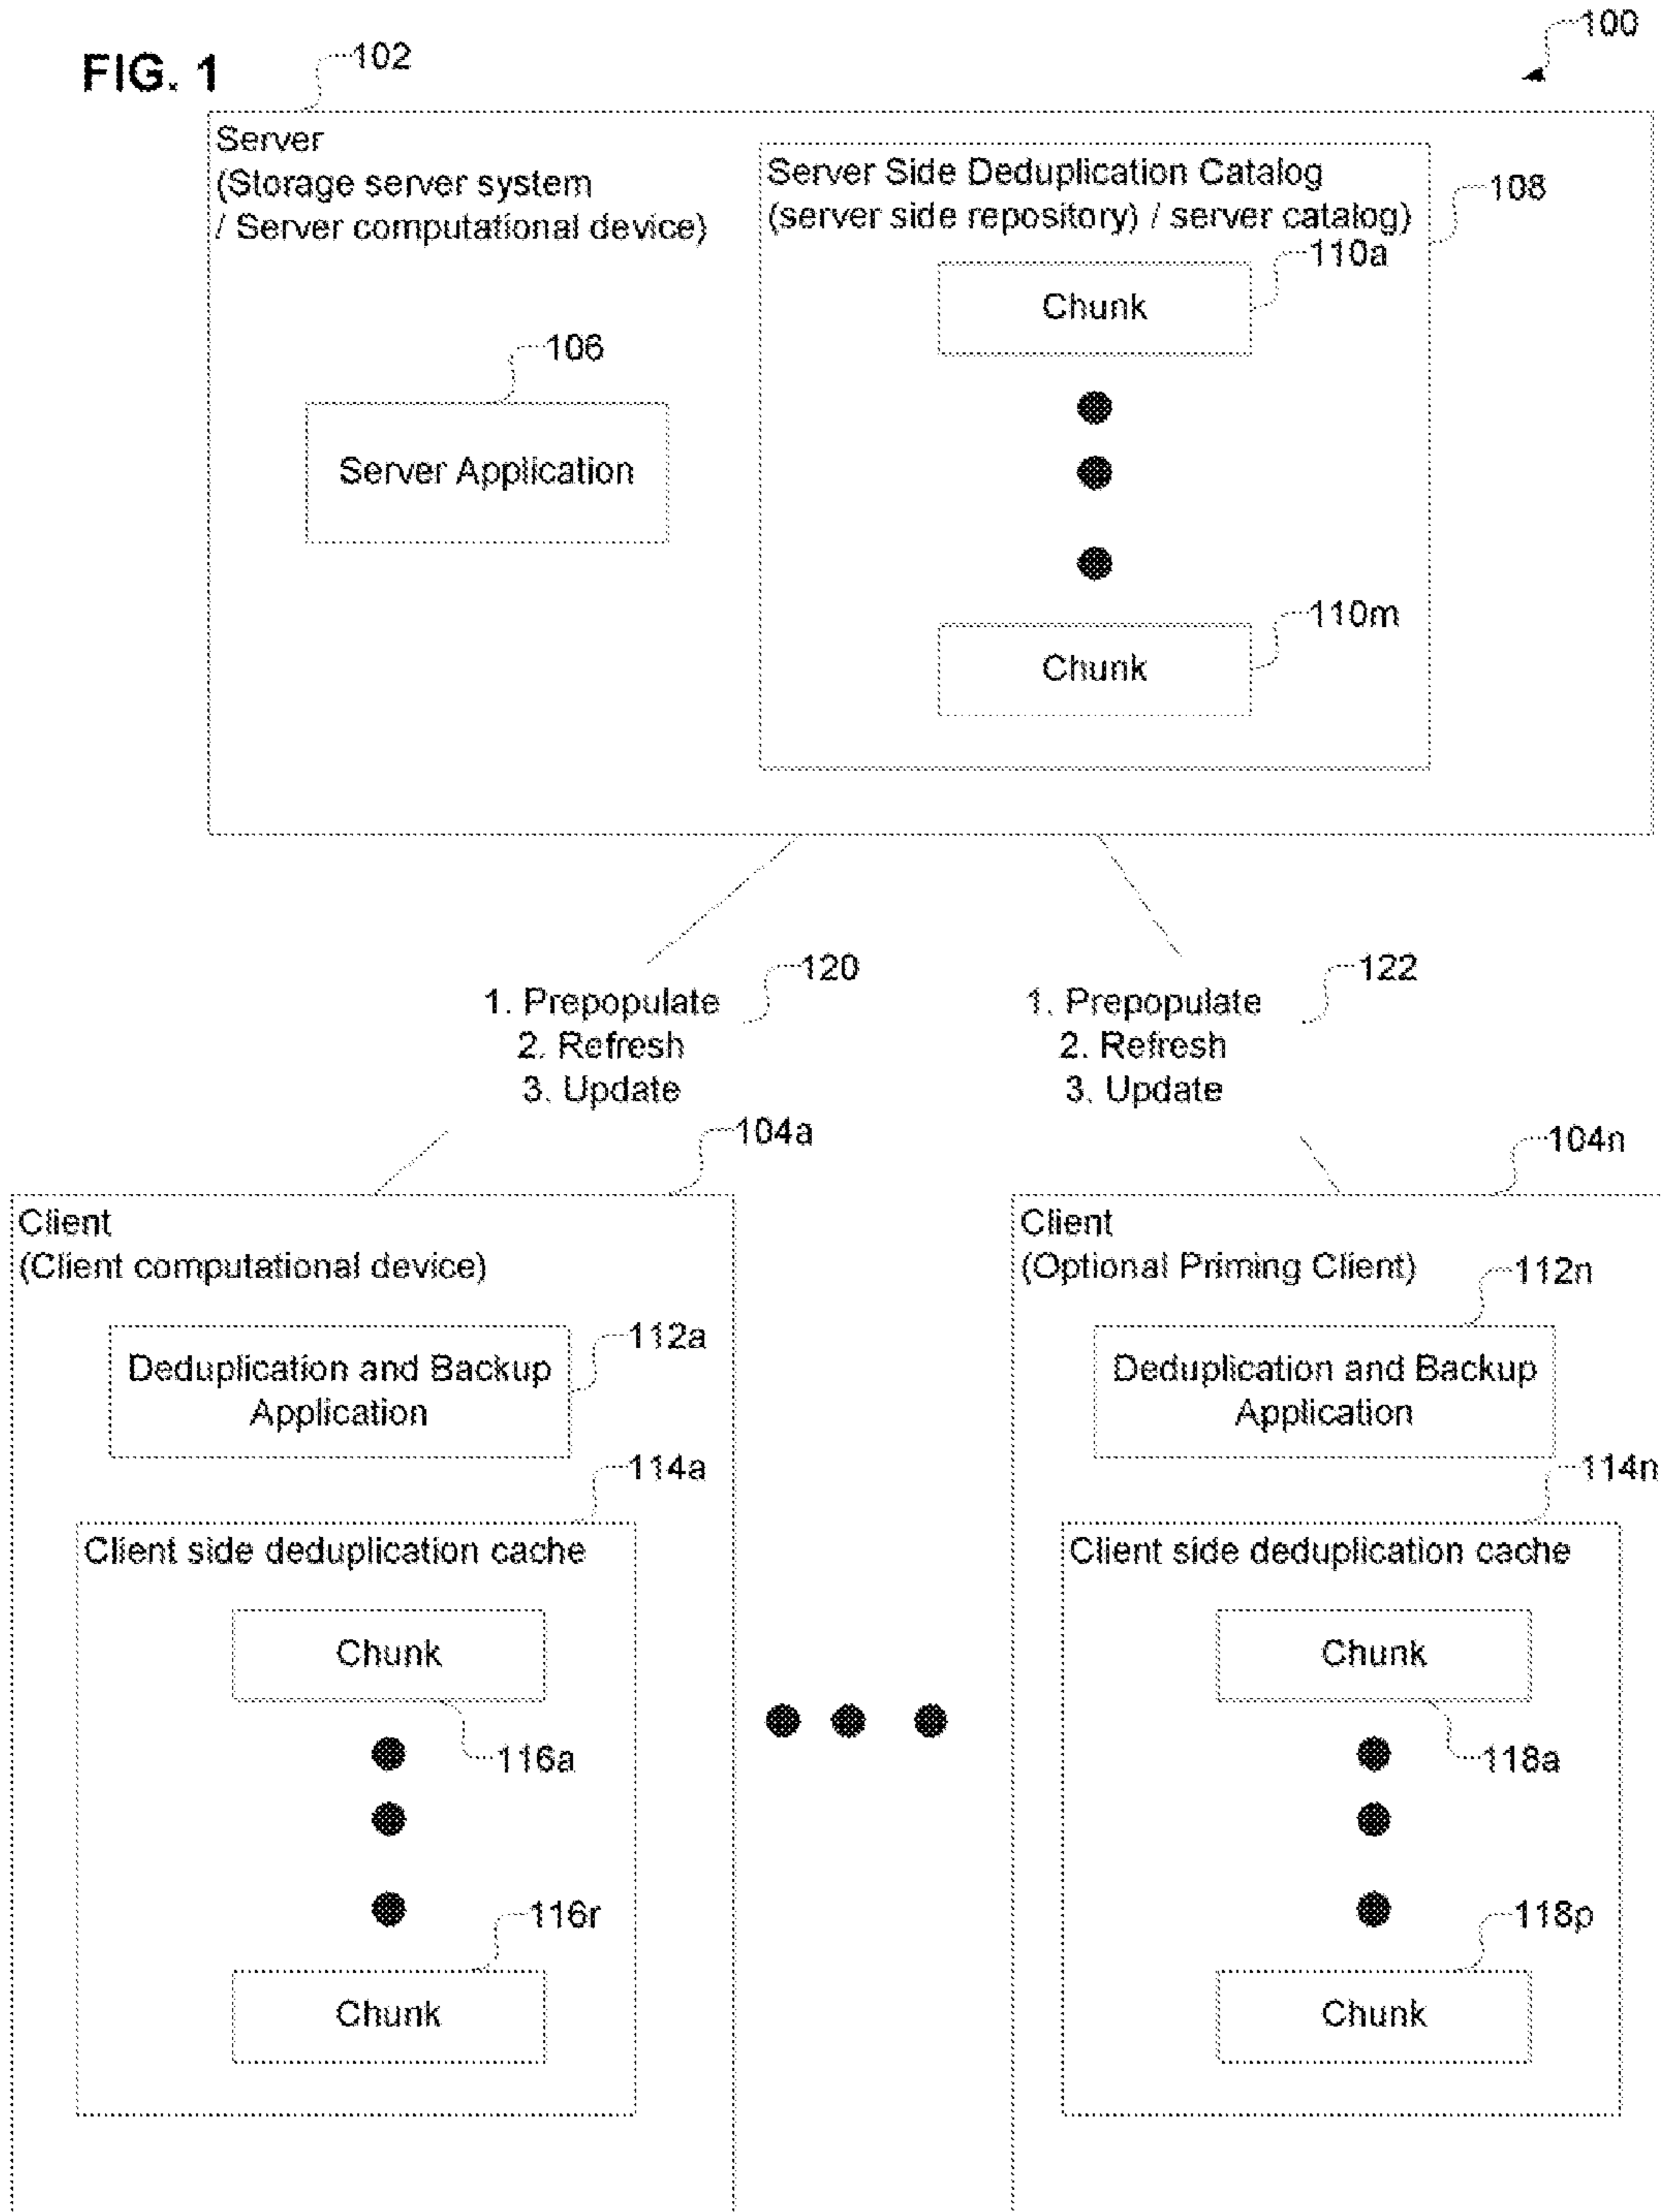 100
FIG. 1
102
Server
(Storage server system
/ Server computational device)
Server Side Deduplication Catalog
(server side repository) / server catalog)
108
110a
Chunk
106
Server Application
110m
Chunk
120
1. Prepopulate
2. Refresh
3. Update
122
1. Prepopulate
2. Refresh
3. Update
104a
Client
(Client computational device)
112a
Deduplication and Backup
Application
114a
Client side deduplication cache
Chunk
116a
116r
Chunk
104n
Client
(Optional Priming Client)
112n
Deduplication and Backup
Application
114n
Client side deduplication cache
Chunk
118a
118p
Chunk